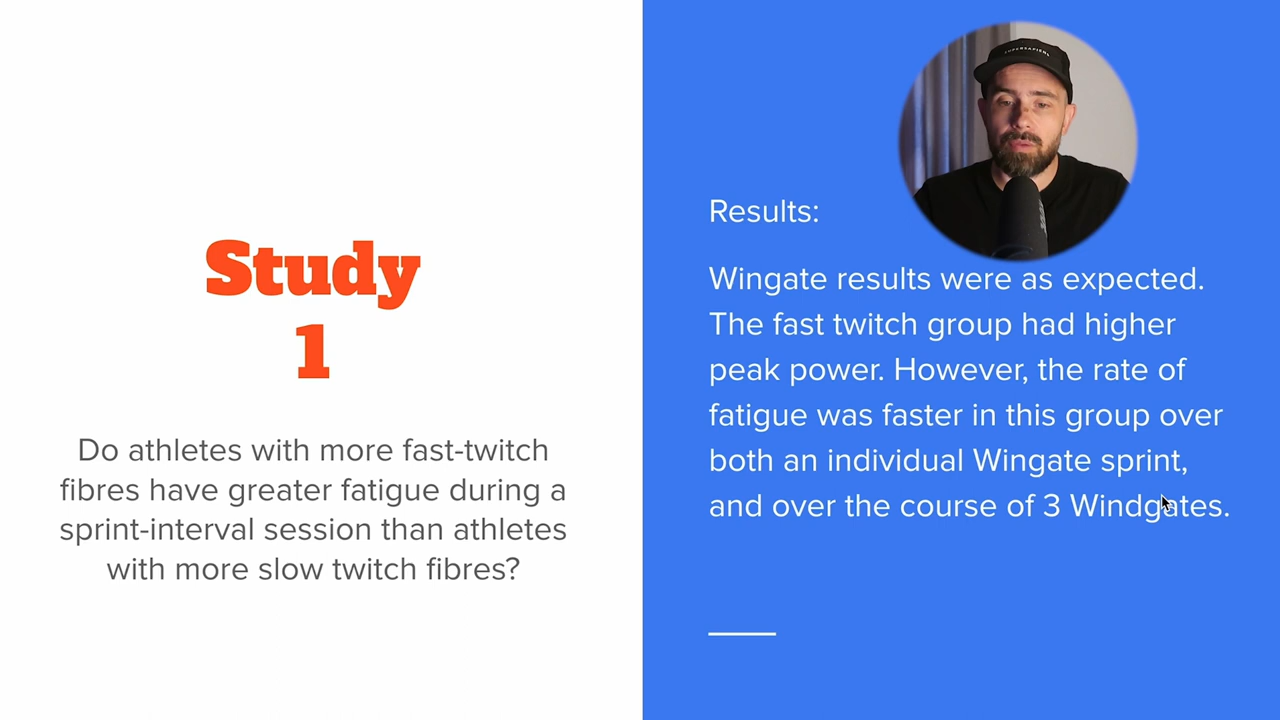 Study
1
Do athletes with more fast-twitch
fibres have greater fatigue during a
sprint-interval session than athletes
with more slow twitch fibres?
SUPERSAPIENS
Results:
Wingate results were as expected.
The fast twitch group had higher
peak power. However, the rate of
fatigue was faster in this group over
both an individual Wingate sprint,
and over the course of 3 Windgates.